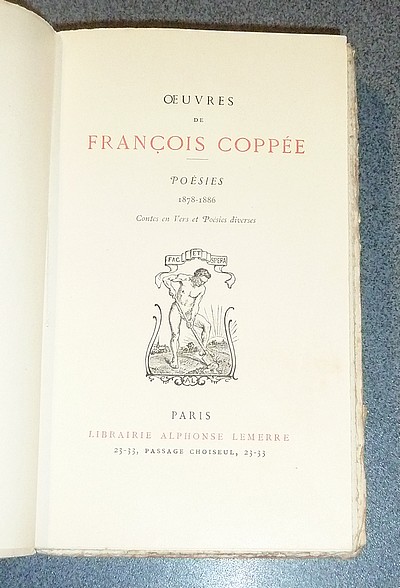 ŒUVRES
DE
FRANÇOIS COPPÉE
POÉSIES
1878-1886
Contes en Vers et Poésies diverses
FAC ET SPERA
AL
PARIS
LIBRAIRIE ALPHONSE LEMERRE
23-33, PASSAGE CHOISEUL, 23-33